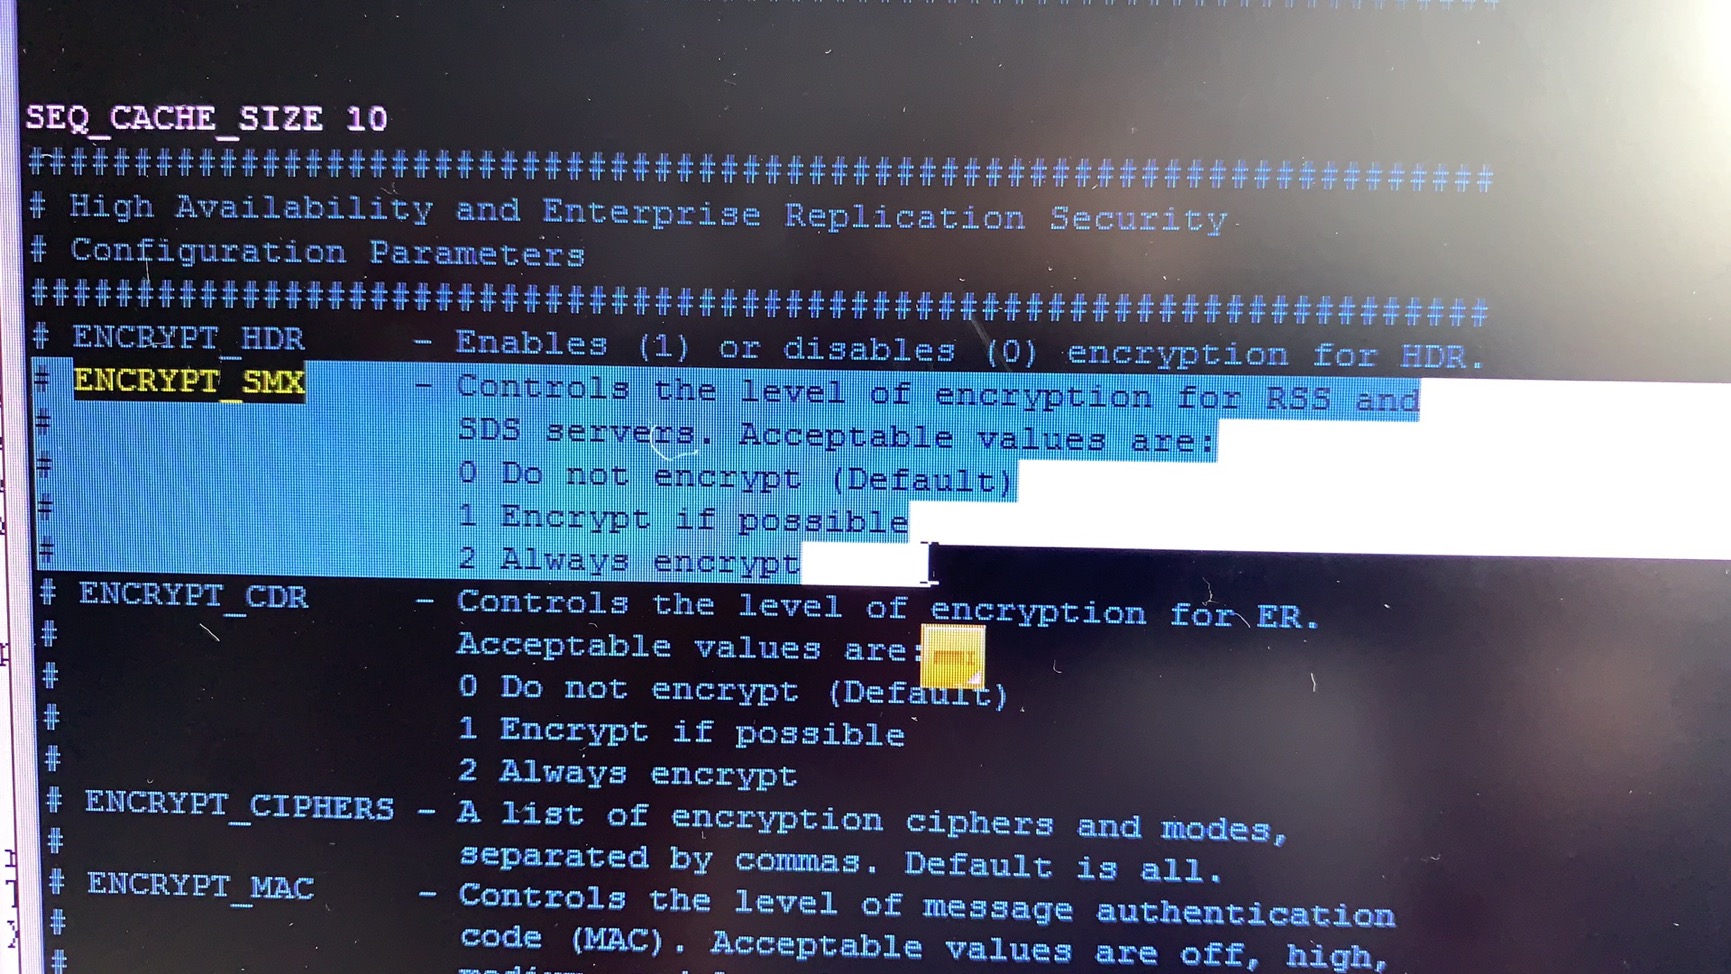 SEQ_CACHE_SIZE 10
####################################################################
# High Availability and Enterprise Replication Security
# Configuration Parameters
####################################################################
# ENCRYPT_HDR     - Enables (1) or disables (0) encryption for HDR.
# ENCRYPT_SMX     - Controls the level of encryption for RSS and
#                   SDS servers. Acceptable values are:
#                   0 Do not encrypt (Default)
#                   1 Encrypt if possible
#                   2 Always encrypt
# ENCRYPT_CDR     - Controls the level of encryption for ER.
#                   Acceptable values are:
#                   0 Do not encrypt (Default)
#                   1 Encrypt if possible
#                   2 Always encrypt
# ENCRYPT_CIPHERS - A list of encryption ciphers and modes,
#                   separated by commas. Default is all.
# ENCRYPT_MAC     - Controls the level of message authentication
#                   code (MAC). Acceptable values are off, high,
#